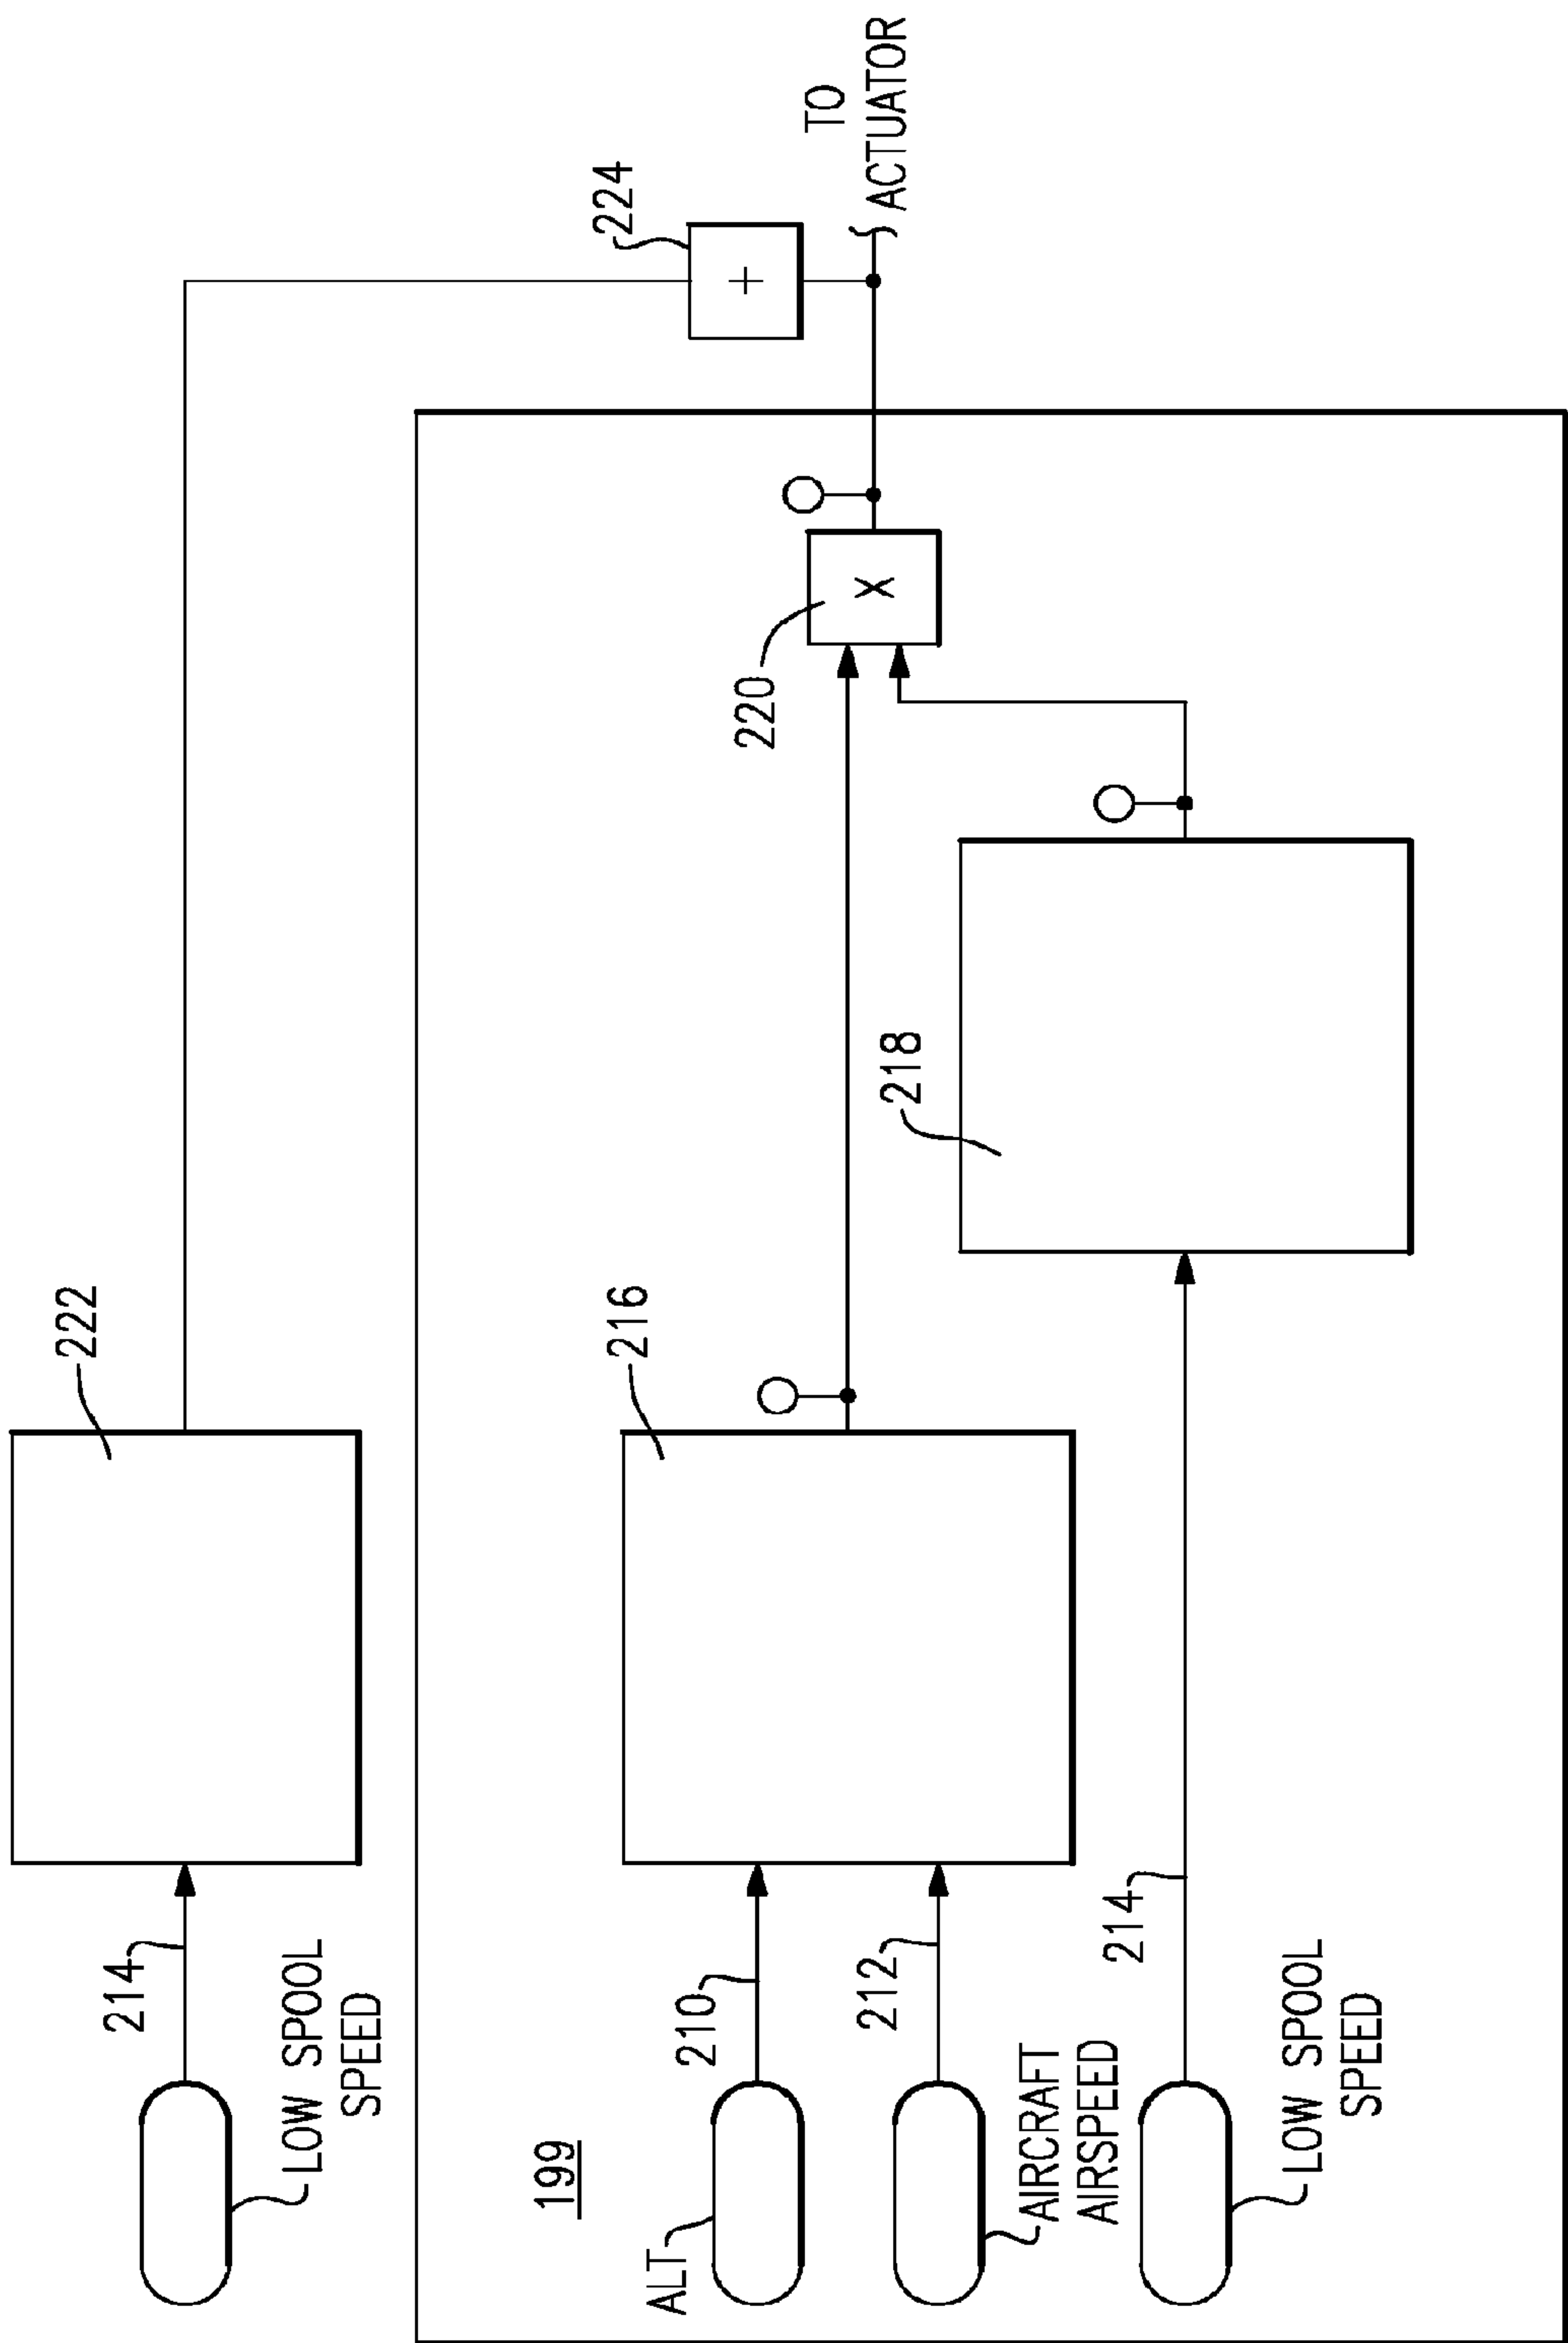 222
214
LOW SPOOL
SPEED
224
TO
ACTUATOR
199
ALT
210
216
220
212
AIRCRAFT
AIRSPEED
218
214
LOW SPOOL
SPEED
+
X